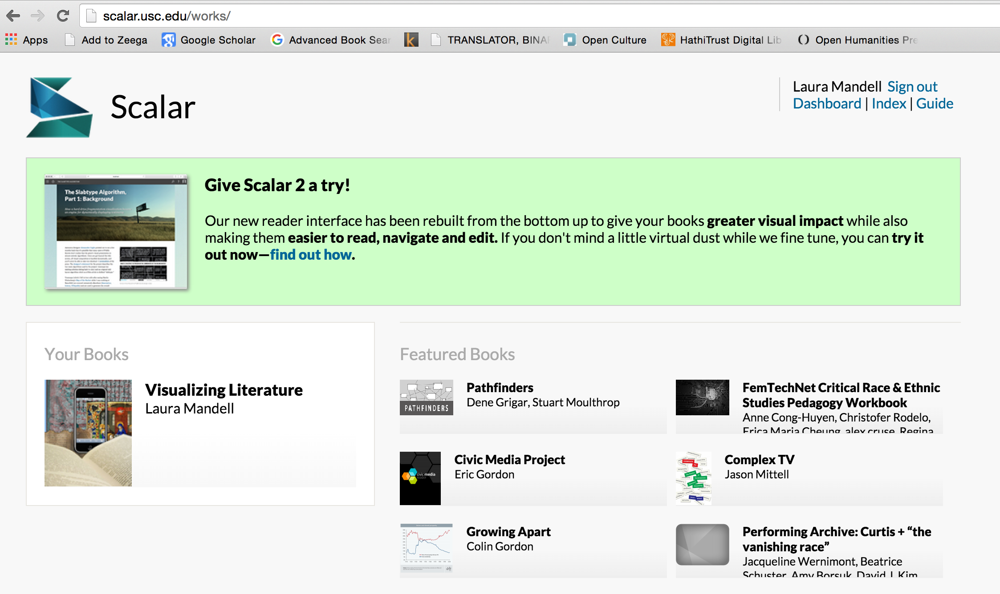 scalar.usc.edu/works/
Apps Add to Zeega Google Scholar Advanced Book Sear TRANSLATOR, BINA Open Culture HathiTrust Digital Lib Open Humanities Pre
Scalar
Laura Mandell Sign out
Dashboard | Index | Guide
The Slabtype Algorithm,
Part 1: Background
Give Scalar 2 a try!
Our new reader interface has been rebuilt from the bottom up to give your books greater visual impact while also
making them easier to read, navigate and edit. If you don't mind a little virtual dust while we fine tune, you can try it
out now—find out how.
Your Books
Visualizing Literature
Laura Mandell
Featured Books
PATHFINDERS
Pathfinders
Dene Grigar, Stuart Moulthrop
FemTechNet Critical Race & Ethnic
Studies Pedagogy Workbook
Anne Cong-Huyen, Christofer Rodelo,
Erica Maria Cheung, alex cruse, Regina
civic media
reader
Civic Media Project
Eric Gordon
COMPLEX
TV
Complex TV
Jason Mittell
Growing Apart
Colin Gordon
Performing Archive: Curtis + “the
vanishing race”
Jacqueline Wernimont, Beatrice
Schuster, Amy Borsuk, David J. Kim